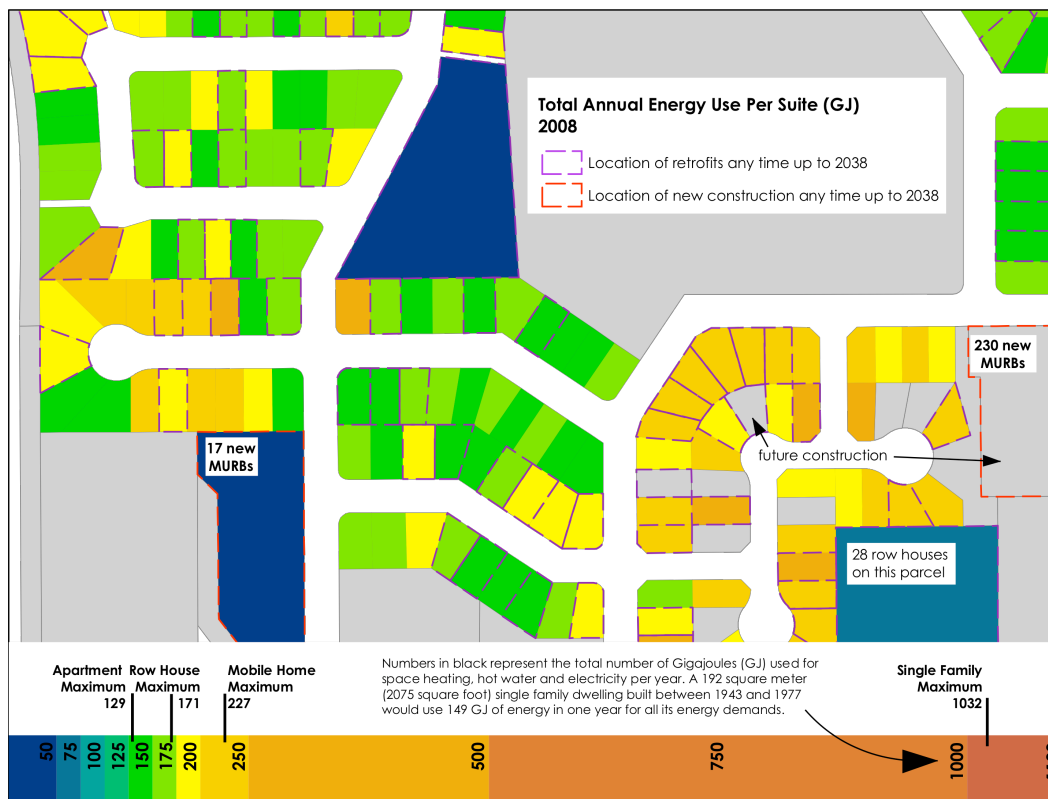 Total Annual Energy Use Per Suite (GJ)
2008
Location of retrofits any time up to 2038
Location of new construction any time up to 2038
230 new
MURBs
17 new
MURBs
future construction
28 row houses
on this parcel
Apartment
Maximum
129
Row House
Maximum
171
Mobile Home
Maximum
227
Numbers in black represent the total number of Gigajoules (GJ) used for
space heating, hot water and electricity per year. A 192 square meter
(2075 square foot) single family dwelling built between 1943 and 1977
would use 149 GJ of energy in one year for all its energy demands.
Single Family
Maximum
1032
50
75
100
125
150
175
200
250
500
750
1000